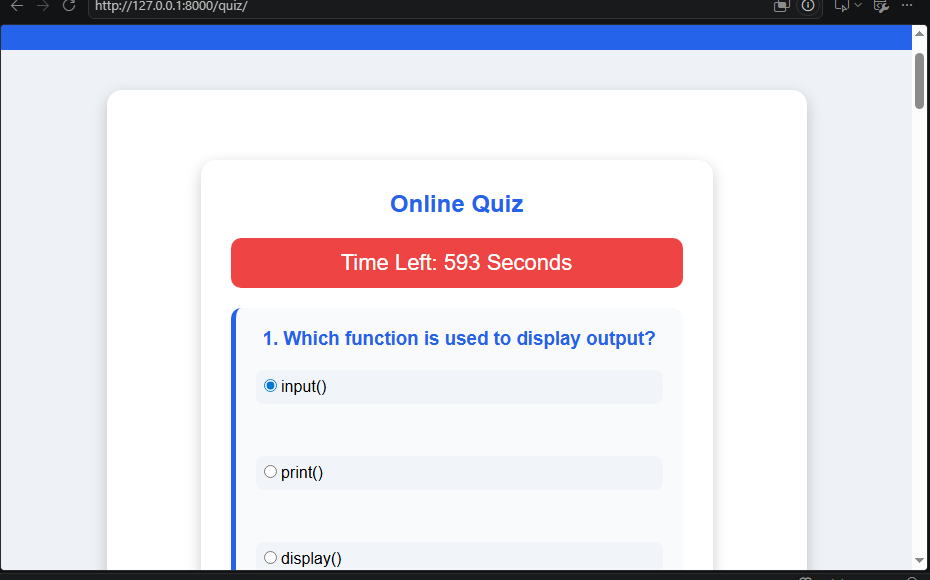 http://127.0.0.1:8000/quiz/
Online Quiz
Time Left: 593 Seconds
1. Which function is used to display output?
input()
print()
display()